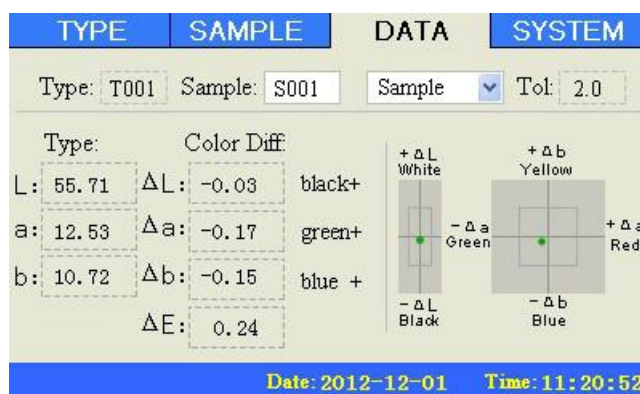 TYPE SAMPLE DATA SYSTEM
Type: T001 Sample: S001 Sample Tol: 2.0
Type: Color Diff:
L: 55.71 ΔL: -0.03 black+
a: 12.53 Δa: -0.17 green+
b: 10.72 Δb: -0.15 blue +
ΔE: 0.24
+ ΔL
White
- ΔL
Black
+ Δb
Yellow
- Δa
Green
+ Δa
Red
- Δb
Blue
Date: 2012-12-01 Time: 11:20:52